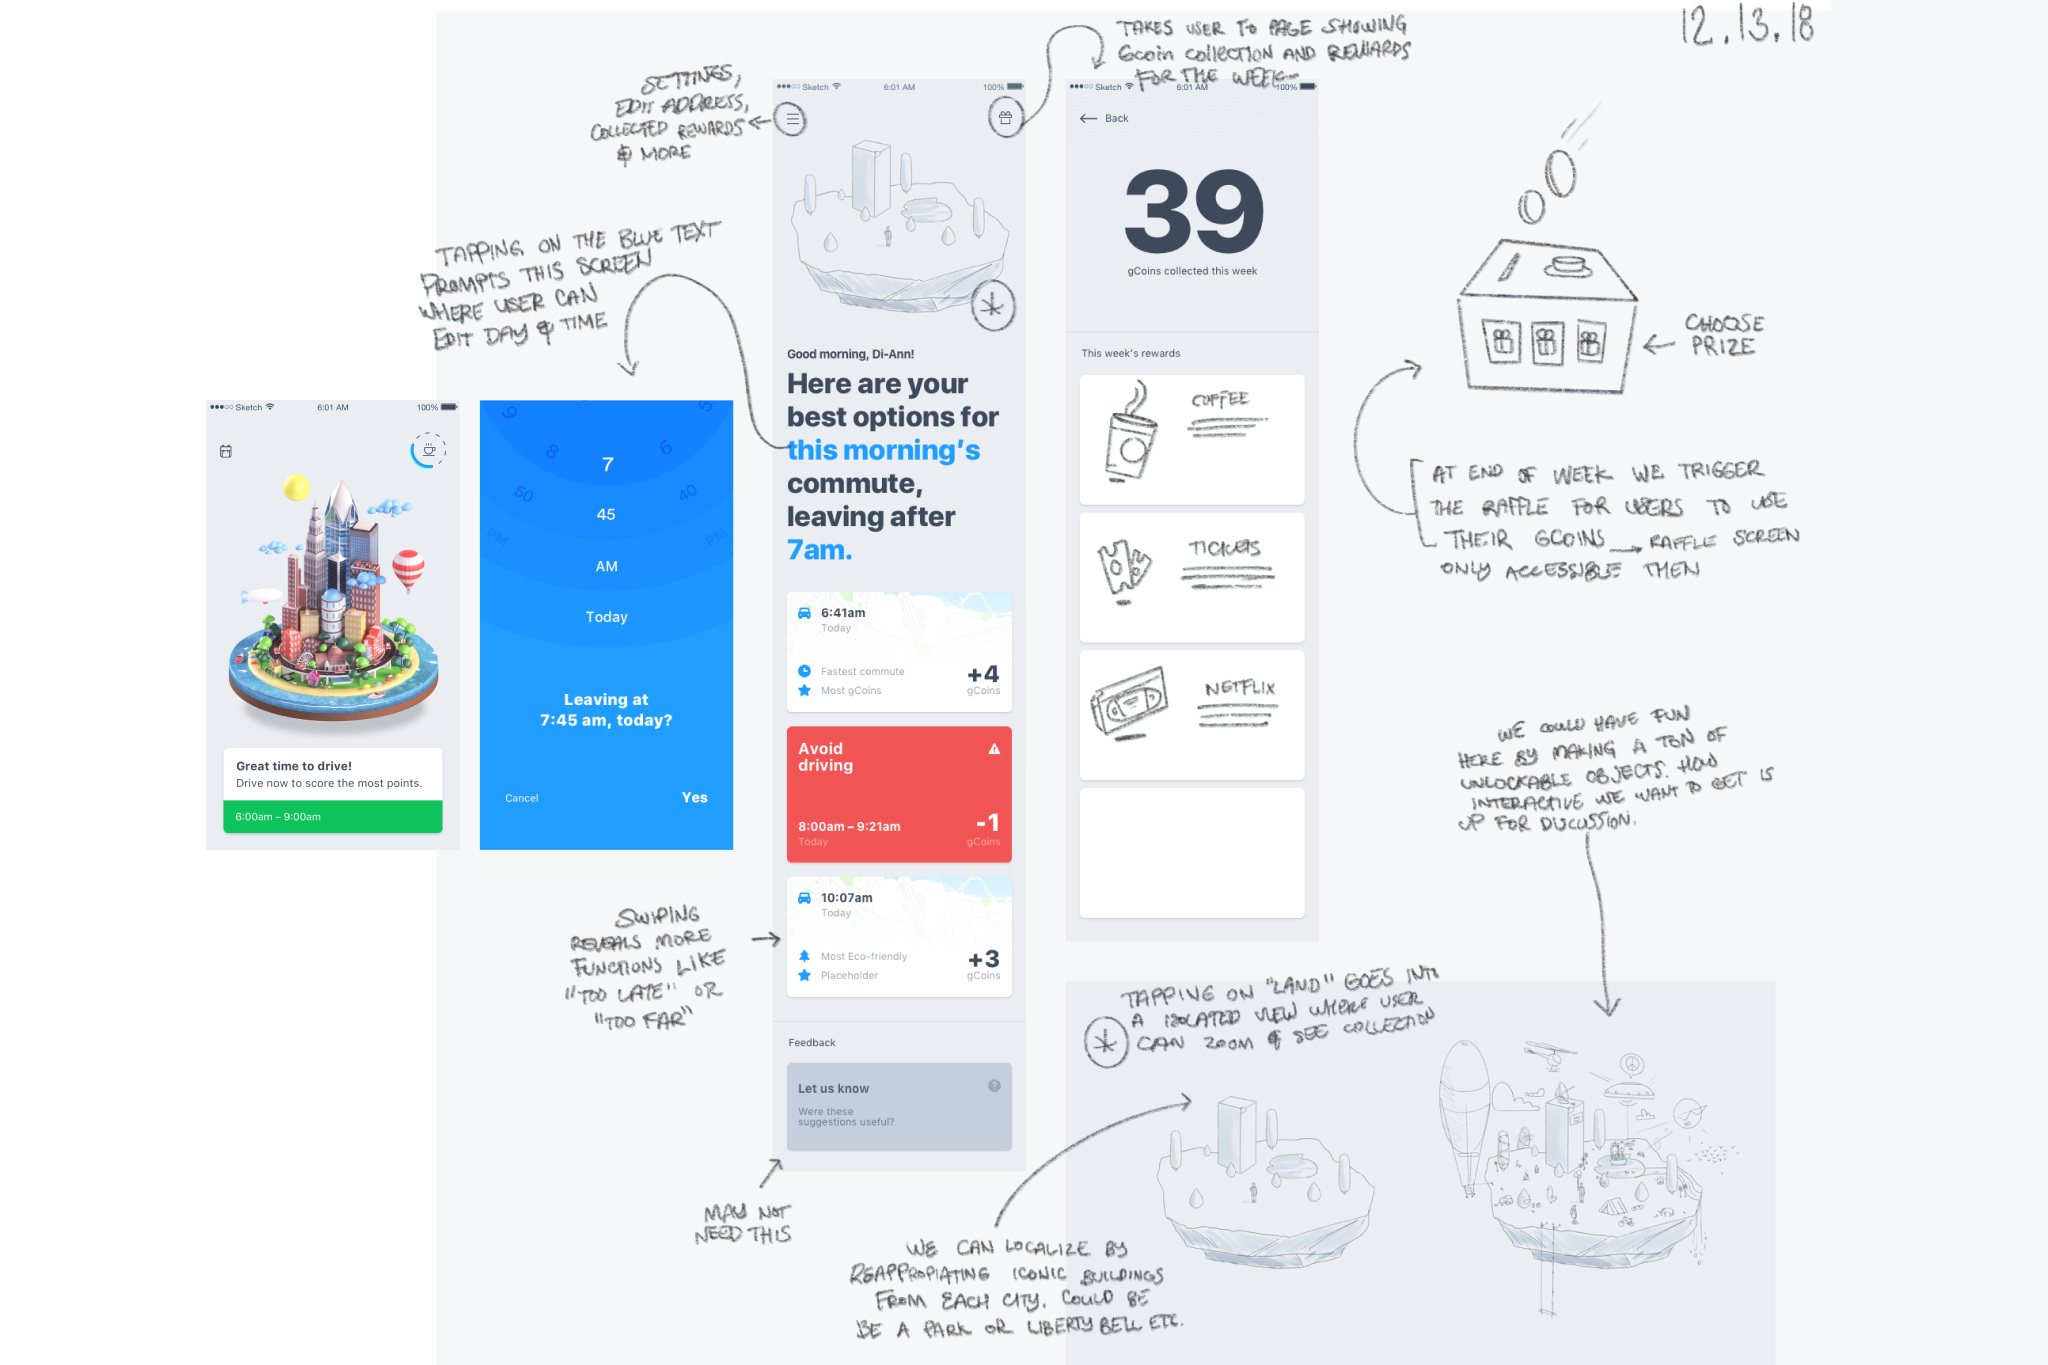 12.13.18
TAKES USER TO PAGE SHOWING
GCOIN COLLECTION AND REWARDS
FOR THE WEEK
SETTINGS,
EDIT ADDRESS,
COLLECTED REWARDS
& MORE
TAPPING ON THE BLUE TEXT
PROMPTS THIS SCREEN
WHERE USER CAN
EDIT DAY & TIME
Sketch 6:01 AM 100%
Great time to drive!
Drive now to score the most points.
6:00am – 9:00am
9 8 7 6 5
50 45 40
PM AM PM
Today
Leaving at
7:45 am, today?
Cancel Yes
Sketch 6:01 AM 100%
Good morning, Di-Ann!
Here are your
best options for
this morning's
commute,
leaving after
7am.
6:41am
Today
Fastest commute
Most gCoins
+4
gCoins
Avoid
driving
8:00am – 9:21am
Today
-1
gCoins
10:07am
Today
Most Eco-friendly
Placeholder
+3
gCoins
Feedback
Let us know
?
Were these
suggestions useful?
SWIPING
REVEALS MORE
FUNCTIONS LIKE
"TOO LATE" OR
"TOO FAR"
MAY NOT
NEED THIS
Sketch 6:01 AM 100%
Back
39
gCoins collected this week
This week's rewards
COFFEE
TICKETS
NETFLIX
CHOOSE
PRIZE
AT END OF WEEK WE TRIGGER
THE RAFFLE FOR USERS TO USE
THEIR GCOINS → RAFFLE SCREEN
ONLY ACCESSIBLE THEN
WE COULD HAVE FUN
HERE BY MAKING A TON OF
UNLOCKABLE OBJECTS. HOW
INTERACTIVE WE WANT TO GET IS
UP FOR DISCUSSION.
TAPPING ON "LAND" GOES INTO
A ISOLATED VIEW WHERE USER
CAN ZOOM & SEE COLLECTION
WE CAN LOCALIZE BY
REAPPROPIATING ICONIC BUILDINGS
FROM EACH CITY. COULD BE
BE A PARK OR LIBERTY BELL ETC.